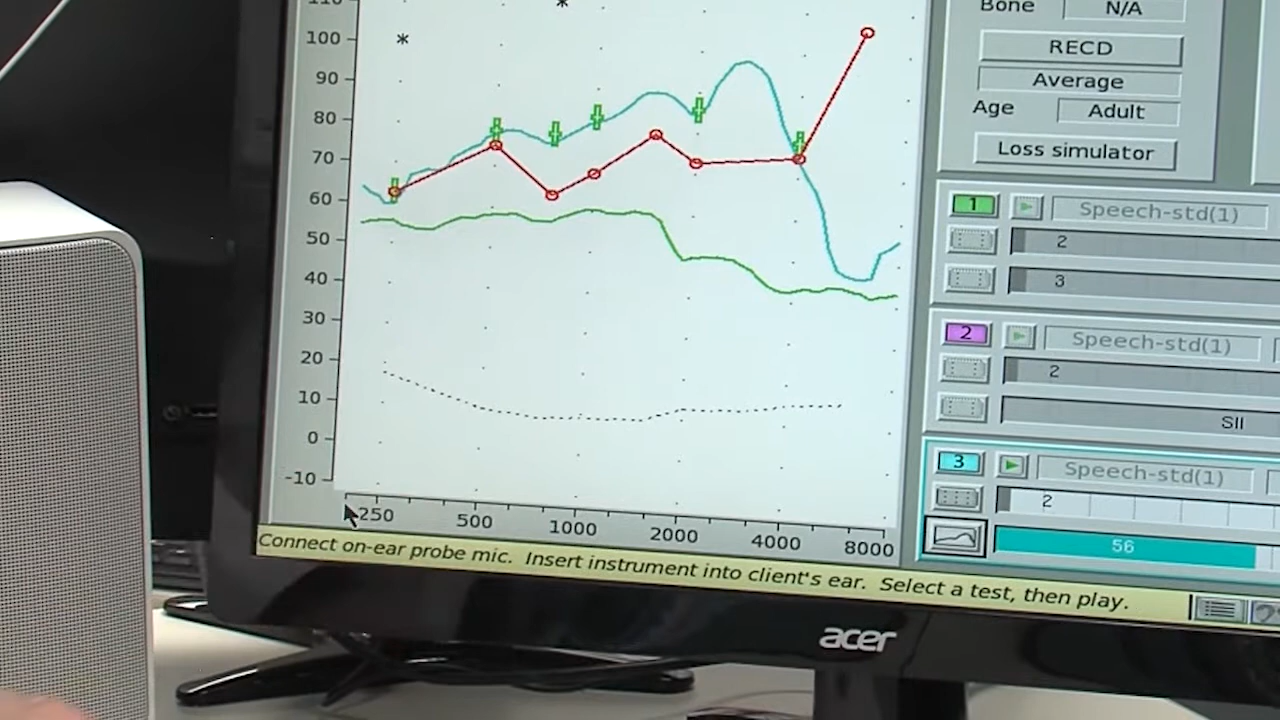 110
100
90
80
70
60
50
40
30
20
10
0
-10
250 500 1000 2000 4000 8000
Connect on-ear probe mic. Insert instrument into client's ear. Select a test, then play.
Bone N/A
RECD
Average
Age Adult
Loss simulator
1 Speech-std(1)
2
3
2 Speech-std(1)
2
SII
3 Speech-std(1)
2
56
acer